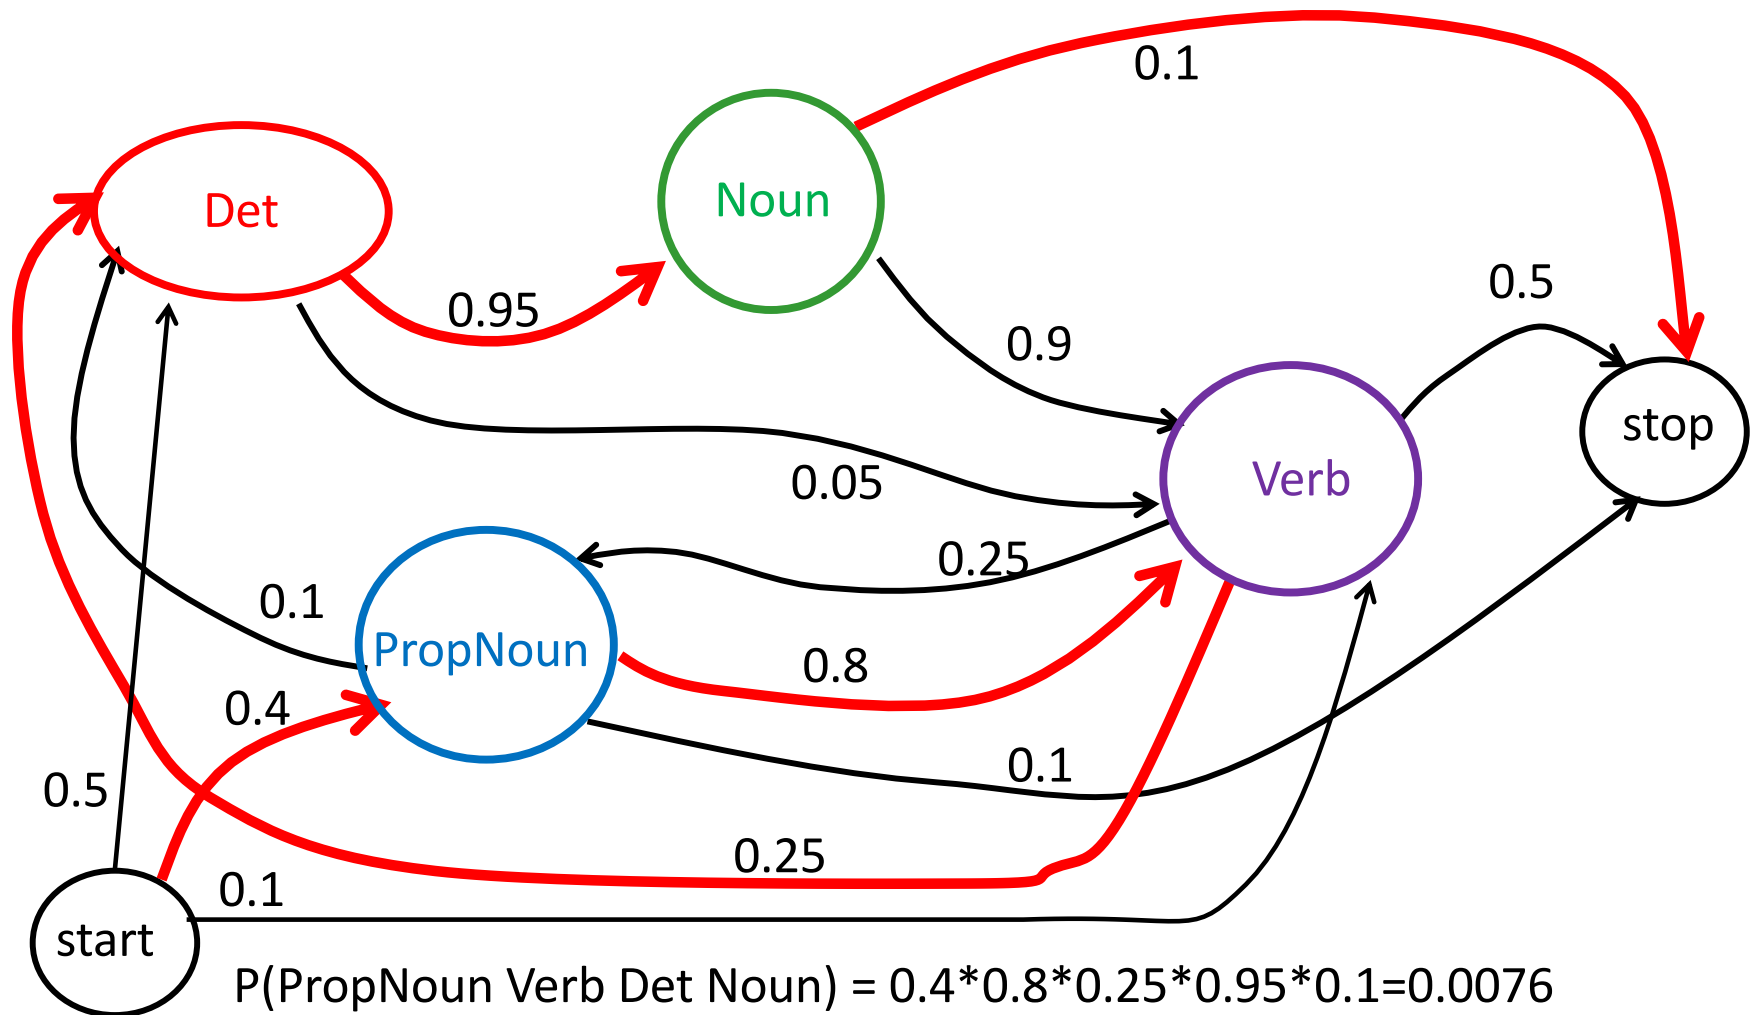 0.1
Det
Noun
0.95
0.9
0.5
stop
0.05
Verb
0.25
0.1
PropNoun
0.8
0.4
0.5
0.1
0.25
0.1
start
P(PropNoun Verb Det Noun) = 0.4*0.8*0.25*0.95*0.1=0.0076